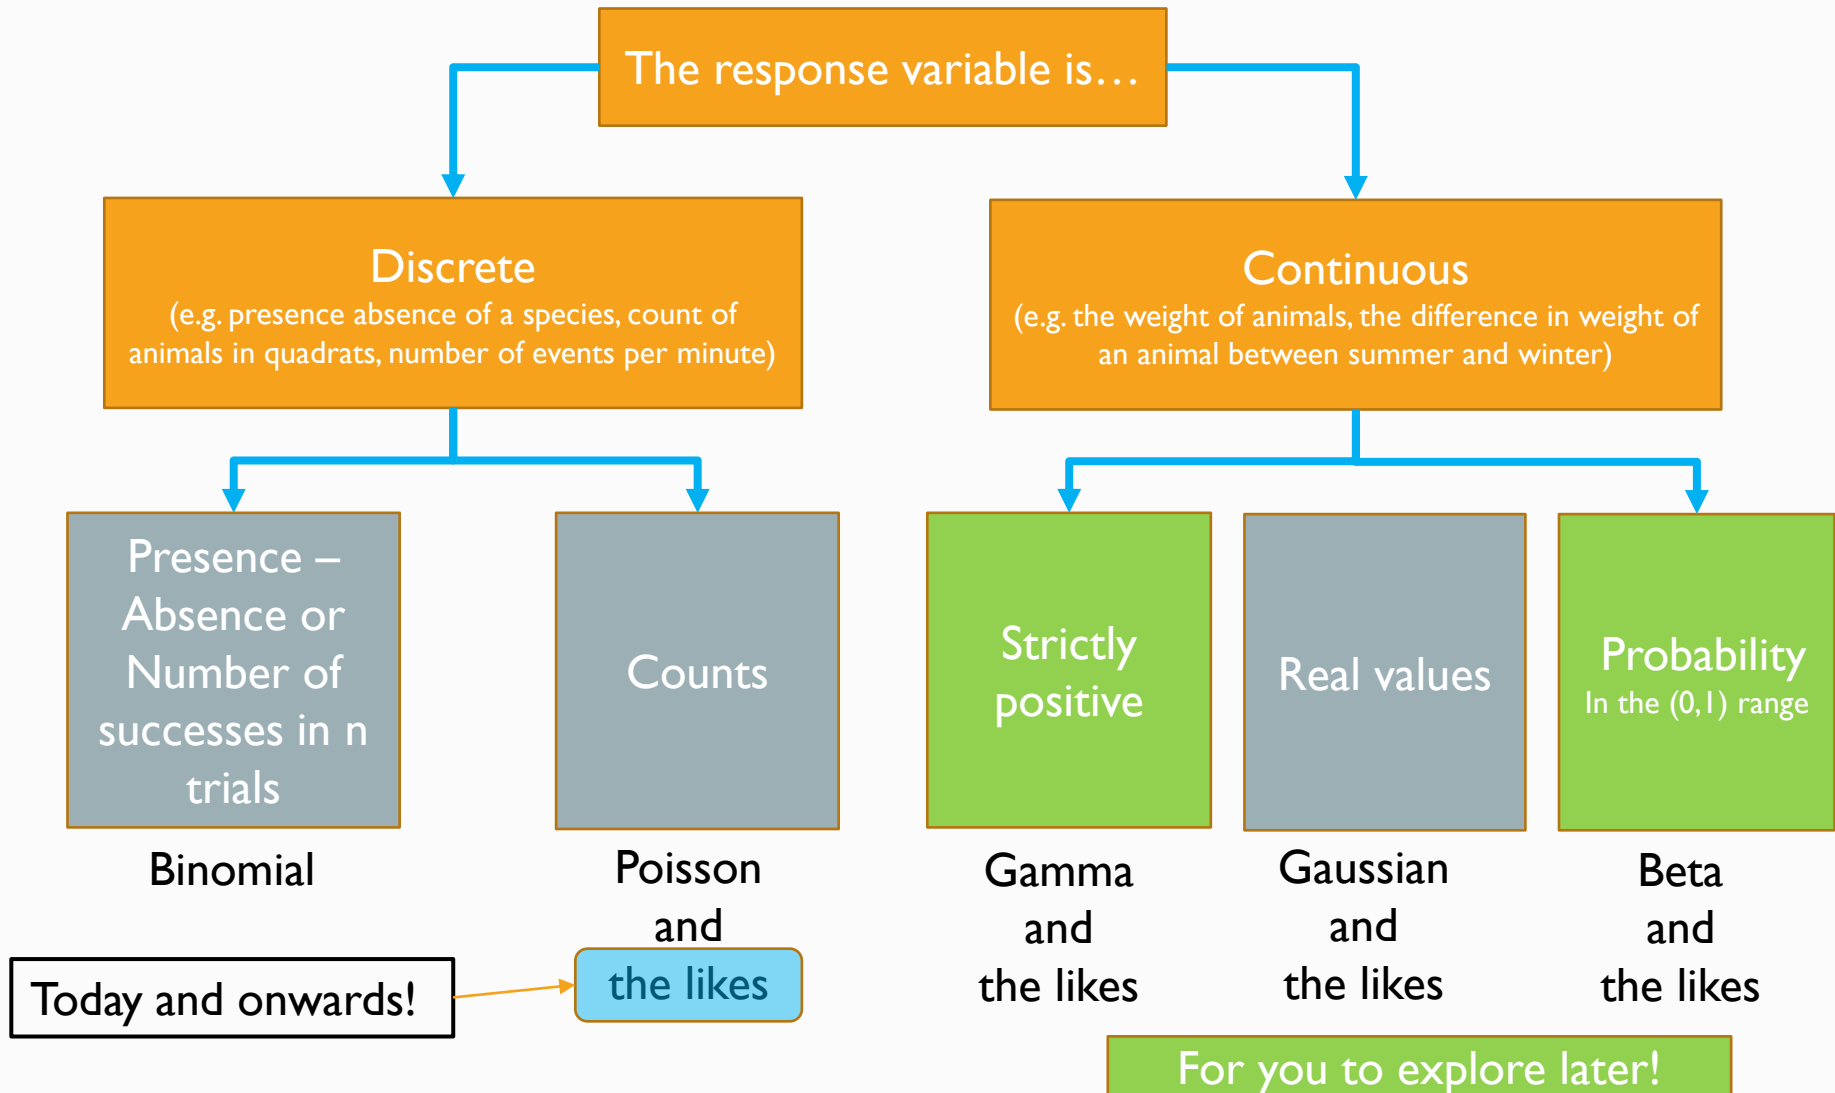 The response variable is…
Discrete
(e.g. presence absence of a species, count of
animals in quadrats, number of events per minute)
Continuous
(e.g. the weight of animals, the difference in weight of
an animal between summer and winter)
Presence –
Absence or
Number of
successes in n
trials
Counts
Strictly
positive
Real values
Probability
In the (0,1) range
Binomial
Poisson
and
the likes
Gamma
and
the likes
Gaussian
and
the likes
Beta
and
the likes
Today and onwards!
For you to explore later!